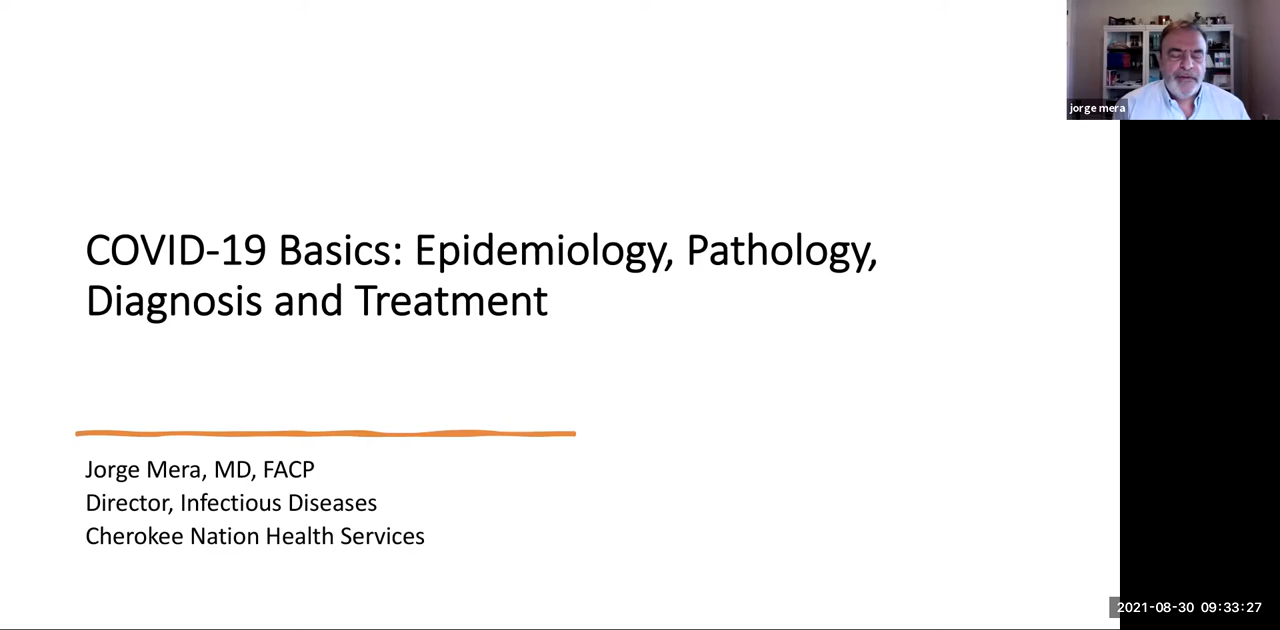 jorge mera
COVID-19 Basics: Epidemiology, Pathology,
Diagnosis and Treatment
Jorge Mera, MD, FACP
Director, Infectious Diseases
Cherokee Nation Health Services
2021-08-30 09:33:27